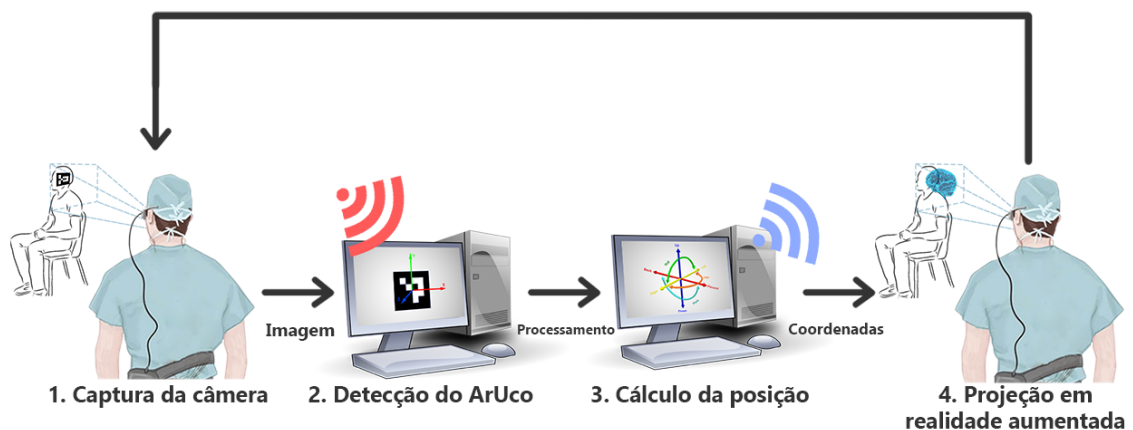 Imagem
Processamento
Coordenadas
1. Captura da câmera
2. Detecção do ArUco
3. Cálculo da posição
4. Projeção em
realidade aumentada